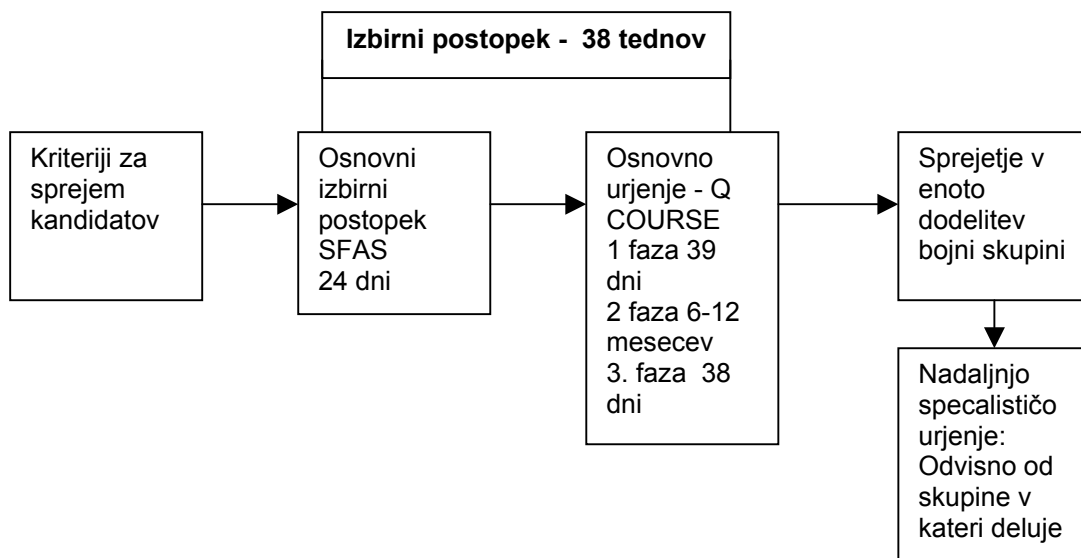 Izbirni postopek - 38 tednov
Kriteriji za
sprejem
kandidatov
Osnovni
izbirni
postopek
SFAS
24 dni
Osnovno
urjenje - Q
COURSE
1 faza 39
dni
2 faza 6-12
mesecev
3. faza 38
dni
Sprejetje v
enoto
dodelitev
bojni skupini
Nadaljnjo
specalističo
urjenje:
Odvisno od
skupine v
kateri deluje